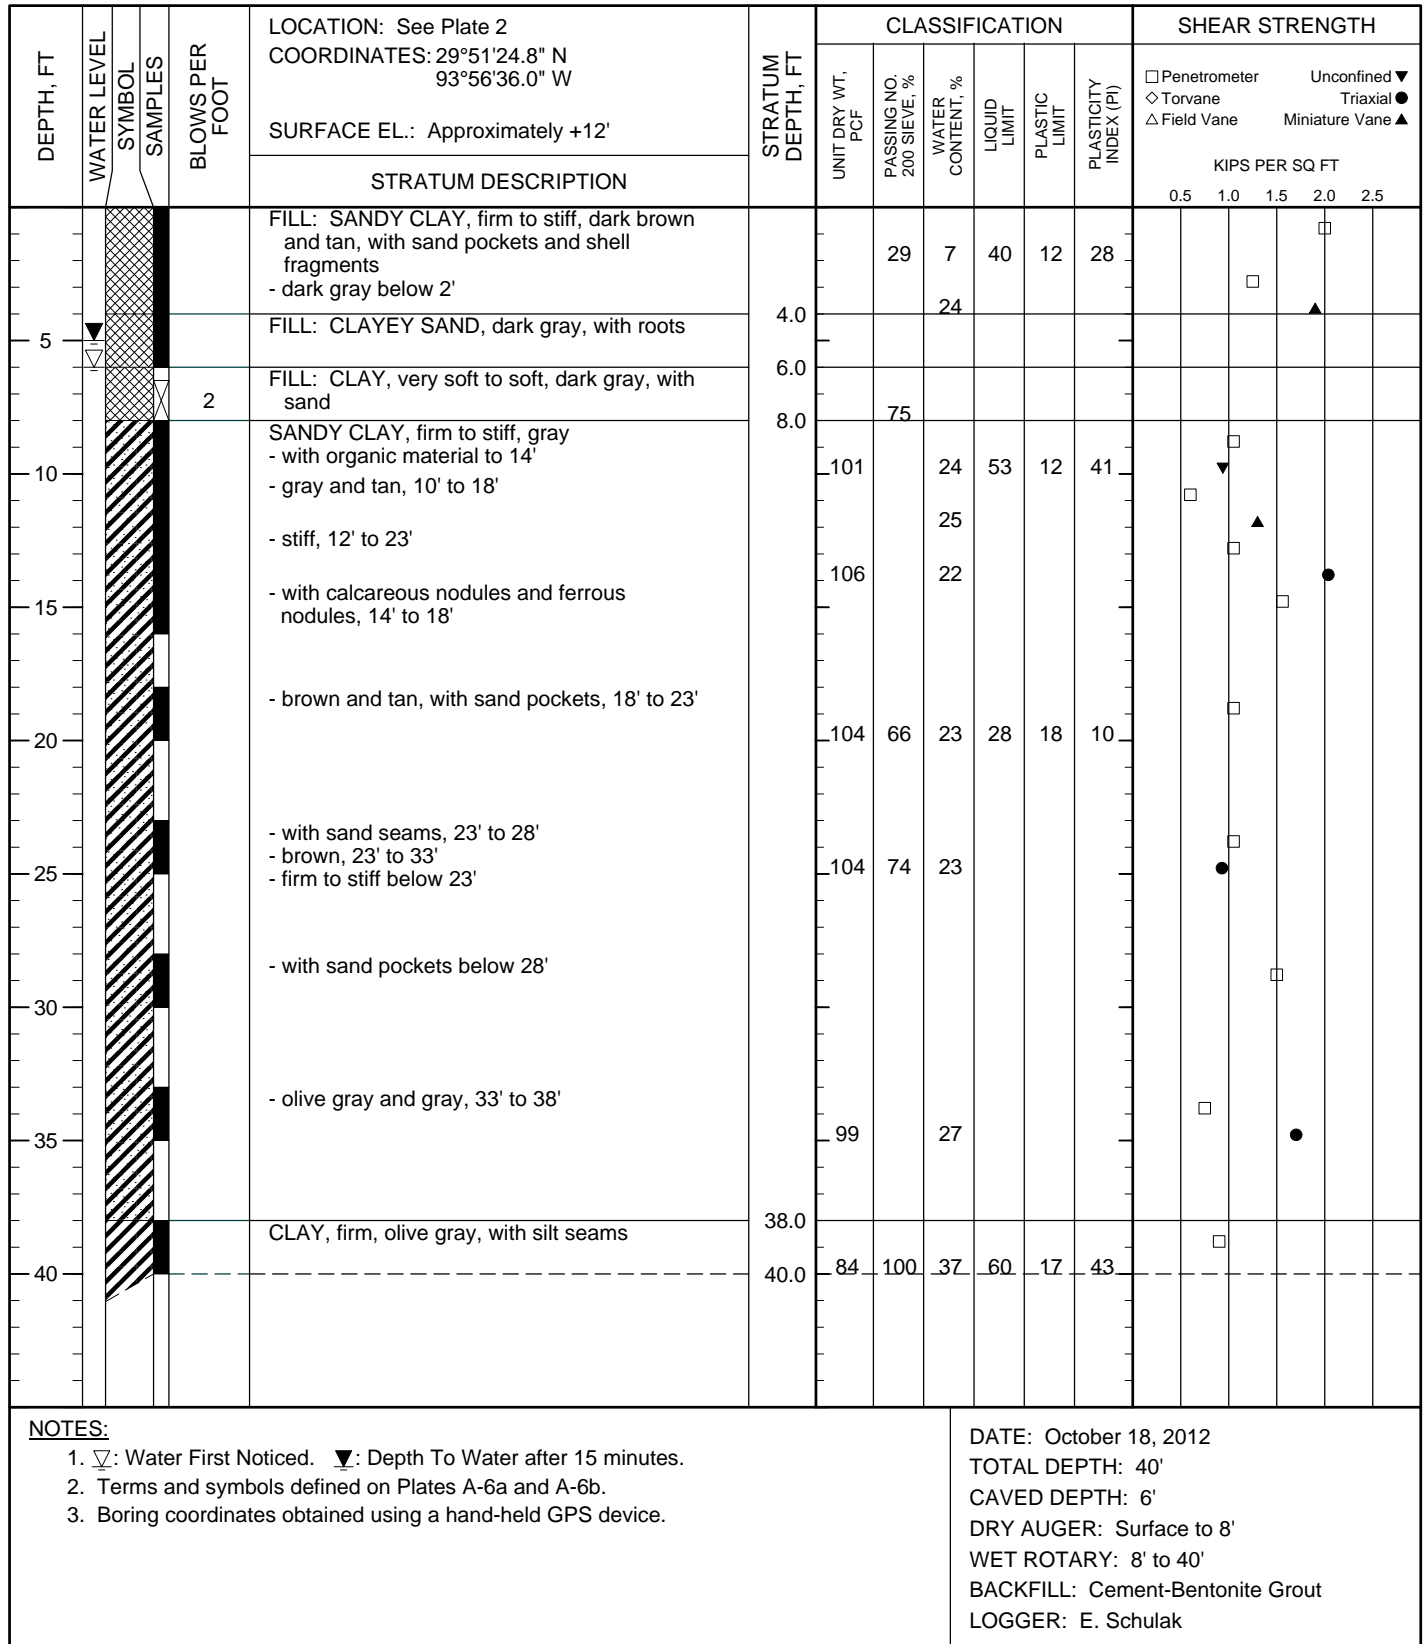 DEPTH, FT
WATER LEVEL
SYMBOL
SAMPLES
BLOWS PER
FOOT
LOCATION: See Plate 2
COORDINATES: 29°51'24.8" N
93°56'36.0" W
SURFACE EL.: Approximately +12'
STRATUM DESCRIPTION
STRATUM
DEPTH, FT
CLASSIFICATION
UNIT DRY WT,
PCF
PASSING NO.
200 SIEVE, %
WATER
CONTENT, %
LIQUID
LIMIT
PLASTIC
LIMIT
PLASTICITY
INDEX (PI)
SHEAR STRENGTH
□ Penetrometer Unconfined ▼
◇ Torvane Triaxial ●
△ Field Vane Miniature Vane ▲
KIPS PER SQ FT
0.5 1.0 1.5 2.0 2.5
FILL: SANDY CLAY, firm to stiff, dark brown
and tan, with sand pockets and shell
fragments
29 7 40 12 28
- dark gray below 2'
24
4.0
FILL: CLAYEY SAND, dark gray, with roots
5
6.0
FILL: CLAY, very soft to soft, dark gray, with
sand
2
75
8.0
SANDY CLAY, firm to stiff, gray
- with organic material to 14'
10
101 24 53 12 41
- gray and tan, 10' to 18'
25
- stiff, 12' to 23'
106 22
- with calcareous nodules and ferrous
nodules, 14' to 18'
15
- brown and tan, with sand pockets, 18' to 23'
20
104 66 23 28 18 10
- with sand seams, 23' to 28'
- brown, 23' to 33'
- firm to stiff below 23'
25
104 74 23
- with sand pockets below 28'
30
- olive gray and gray, 33' to 38'
35
99 27
38.0
CLAY, firm, olive gray, with silt seams
40
40.0
84 100 37 60 17 43
NOTES:
1. ▽: Water First Noticed. ▼: Depth To Water after 15 minutes.
2. Terms and symbols defined on Plates A-6a and A-6b.
3. Boring coordinates obtained using a hand-held GPS device.
DATE: October 18, 2012
TOTAL DEPTH: 40'
CAVED DEPTH: 6'
DRY AUGER: Surface to 8'
WET ROTARY: 8' to 40'
BACKFILL: Cement-Bentonite Grout
LOGGER: E. Schulak